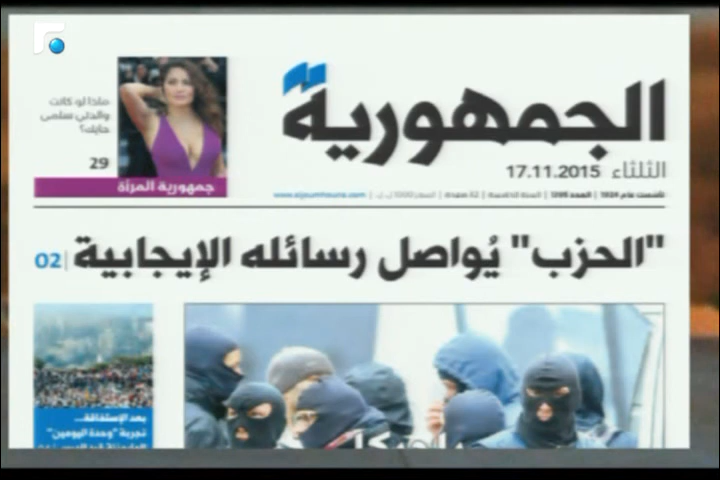 الجمهورية
الثلثاء 17.11.2015
ماذا لو كانت
والدتي سلمى
حايك؟
29
جمهورية المرأة
www.aljoumhouria.com
"الحزب" يُواصل رسائله الإيجابية | 02
بعد الإستفاقة...
تجربة "وحدة اليومين"